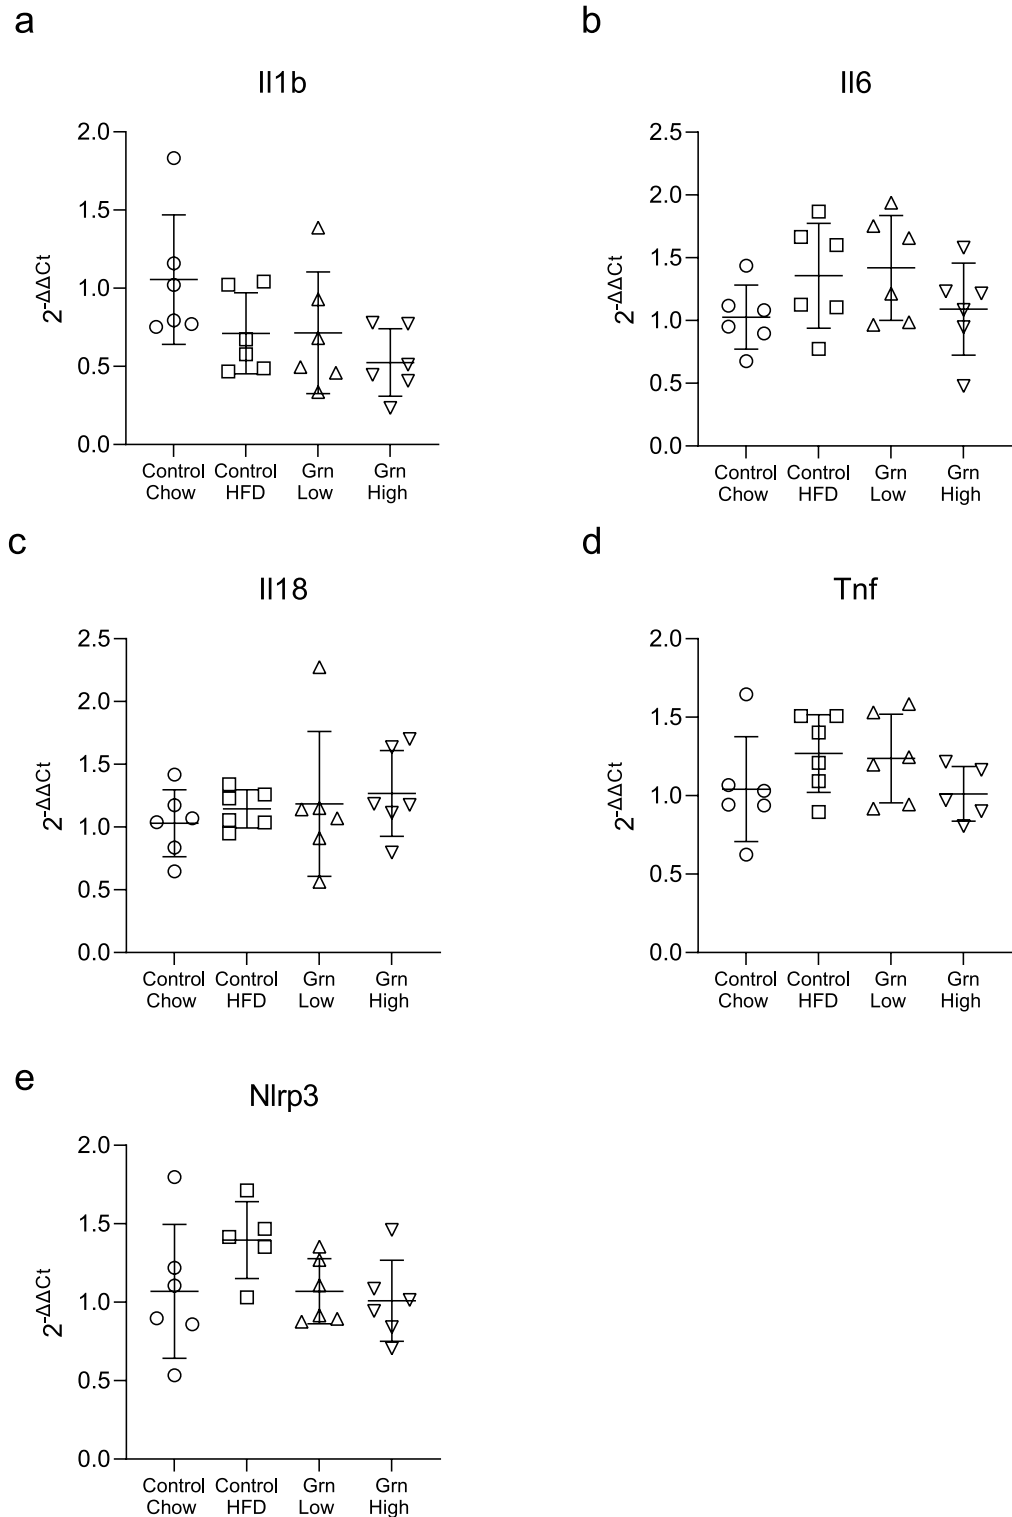 a
Il1b
2-ΔΔCt
2.0
1.5
1.0
0.5
0.0
Control Chow
Control HFD
Grn Low
Grn High
b
Il6
2-ΔΔCt
2.5
2.0
1.5
1.0
0.5
0.0
Control Chow
Control HFD
Grn Low
Grn High
c
Il18
2-ΔΔCt
2.5
2.0
1.5
1.0
0.5
0.0
Control Chow
Control HFD
Grn Low
Grn High
d
Tnf
2-ΔΔCt
2.0
1.5
1.0
0.5
0.0
Control Chow
Control HFD
Grn Low
Grn High
e
Nlrp3
2-ΔΔCt
2.0
1.5
1.0
0.5
0.0
Control Chow
Control HFD
Grn Low
Grn High